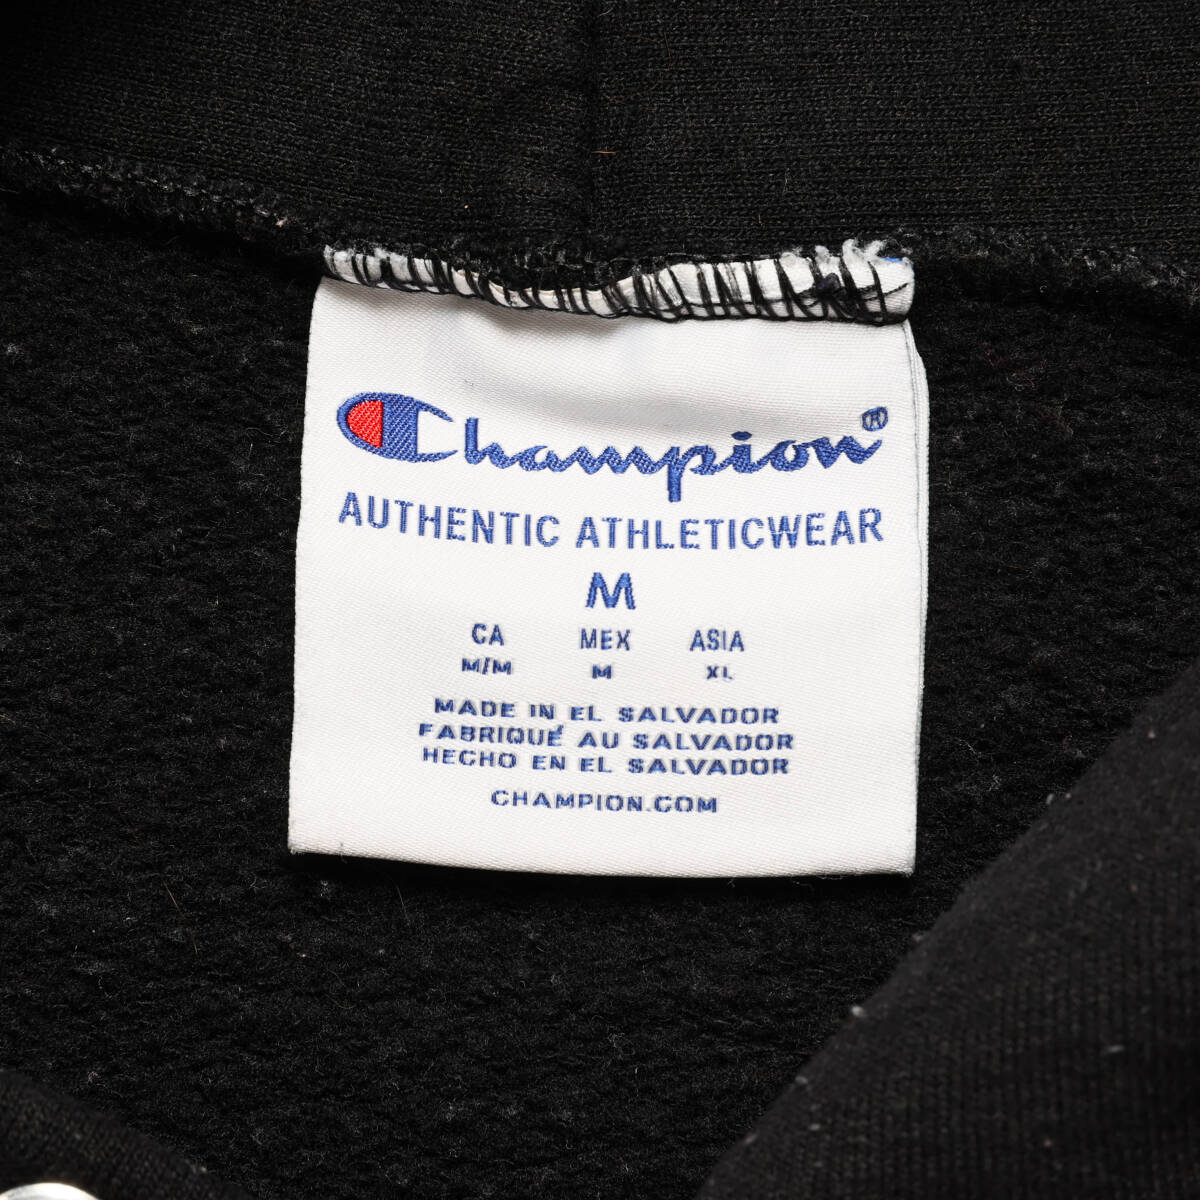 Champion®
AUTHENTIC ATHLETICWEAR
M
CA MEX ASIA
M/M M XL
MADE IN EL SALVADOR
FABRIQUÉ AU SALVADOR
HECHO EN EL SALVADOR
CHAMPION.COM